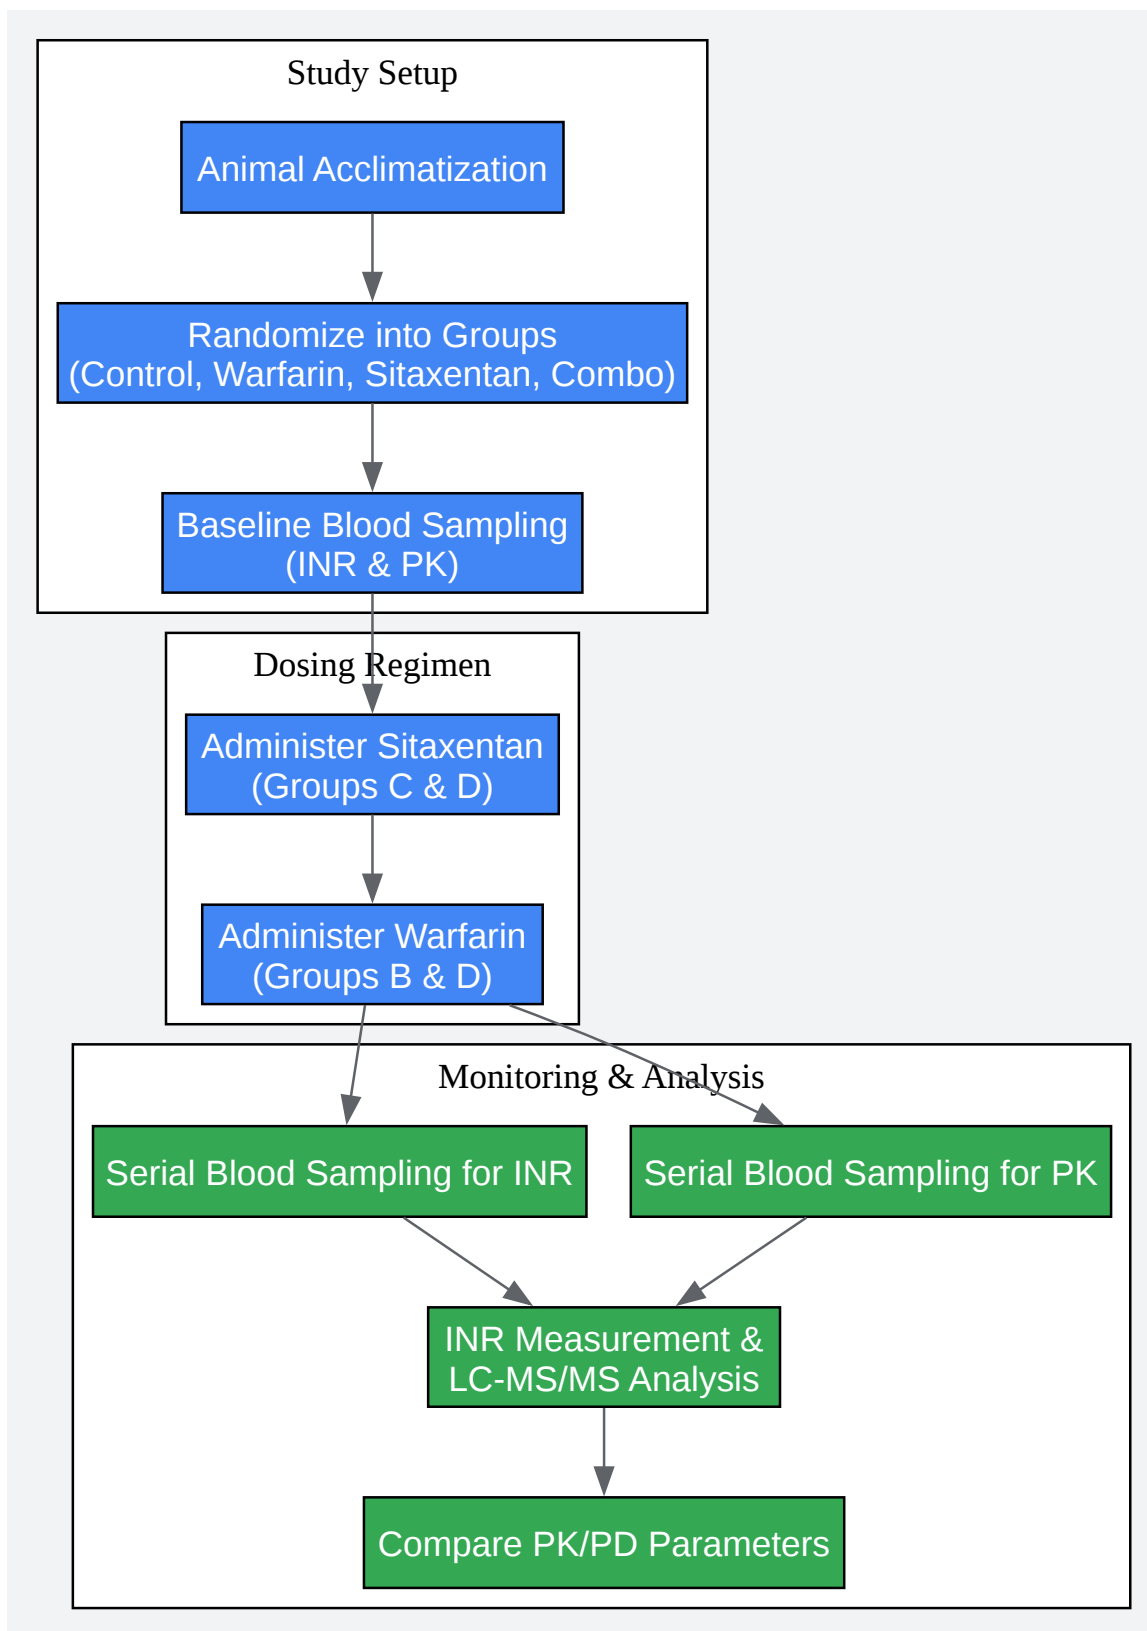 Study Setup
Animal Acclimatization
Randomize into Groups
(Control, Warfarin, Sitaxentan, Combo)
Baseline Blood Sampling
(INR & PK)
Dosing Regimen
Administer Sitaxentan
(Groups C & D)
Administer Warfarin
(Groups B & D)
Monitoring & Analysis
Serial Blood Sampling for INR
Serial Blood Sampling for PK
INR Measurement &
LC-MS/MS Analysis
Compare PK/PD Parameters